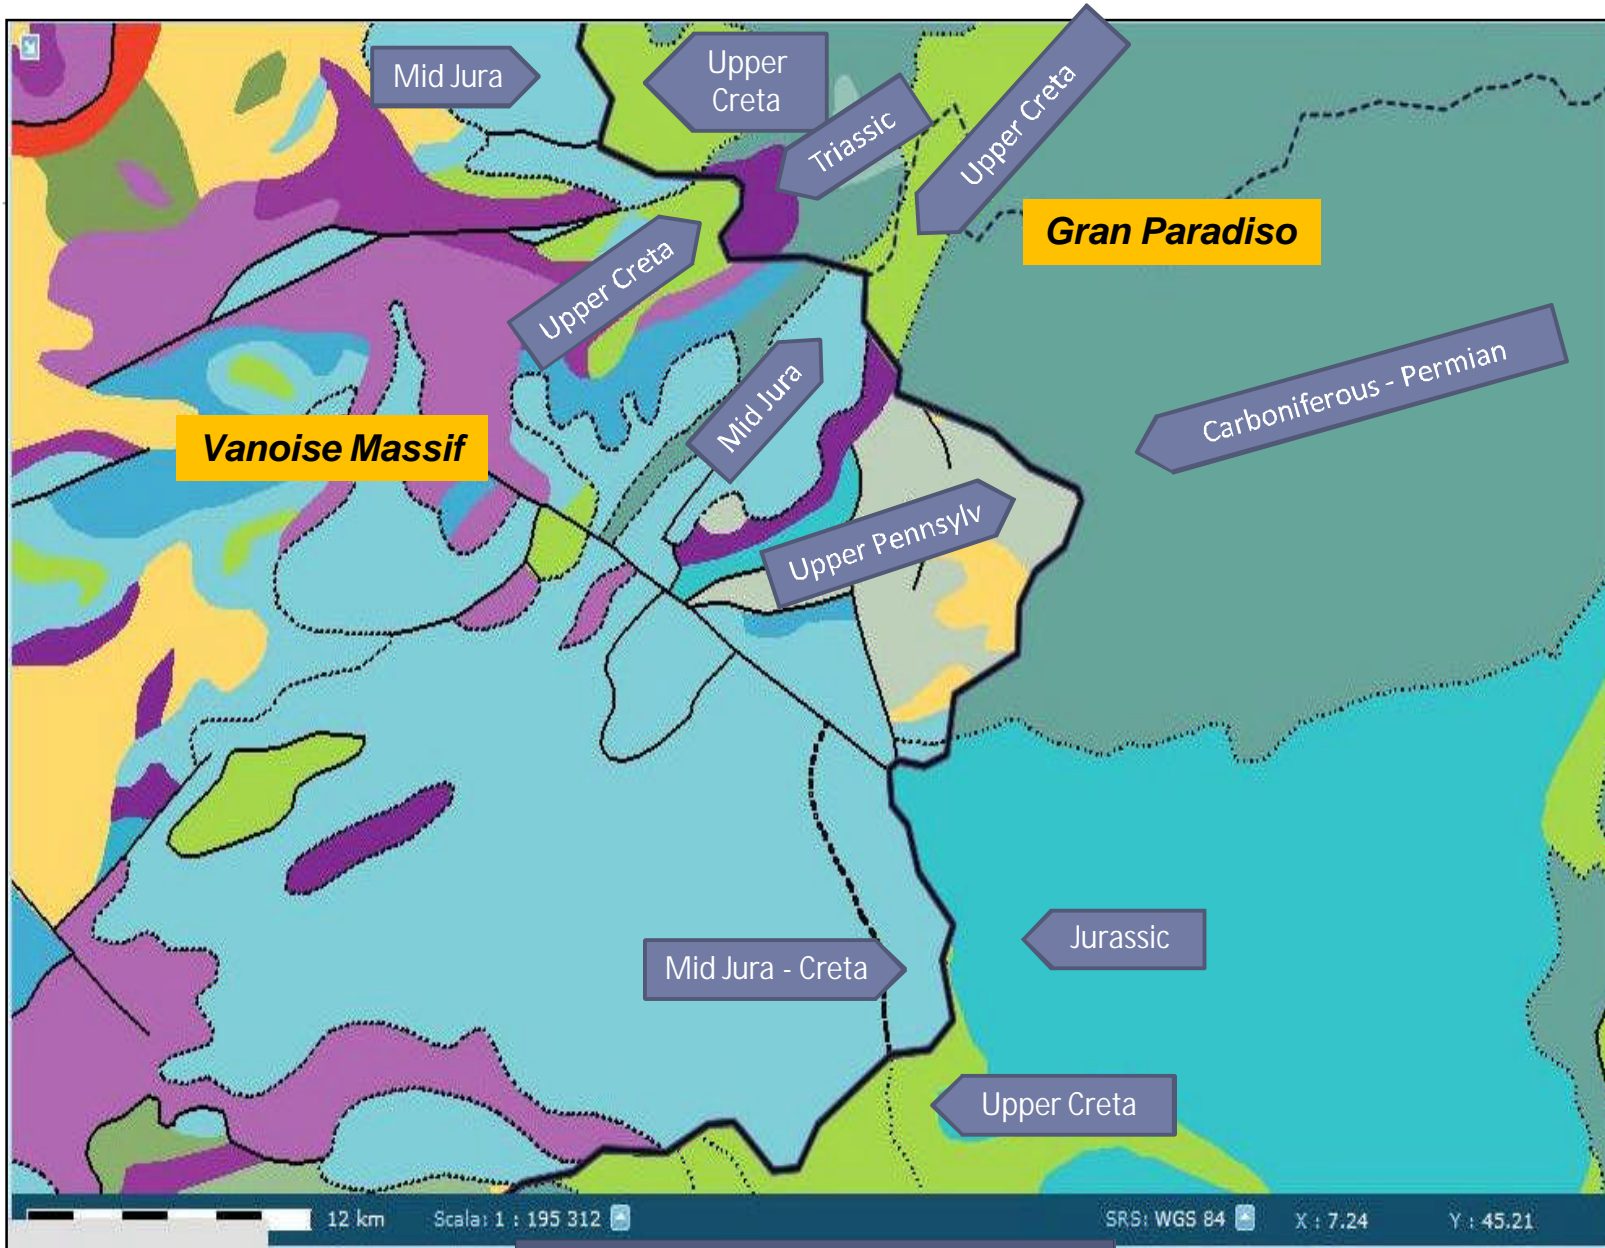 Mid Jura
Upper
Creta
Triassic
Upper Creta
Gran Paradiso
Upper Creta
Carboniferous - Permian
Mid Jura
Vanoise Massif
Upper Pennsylv
Jurassic
Mid Jura - Creta
Upper Creta
12 km
Scala: 1 : 195 312
SRS: WGS 84
X : 7.24
Y : 45.21